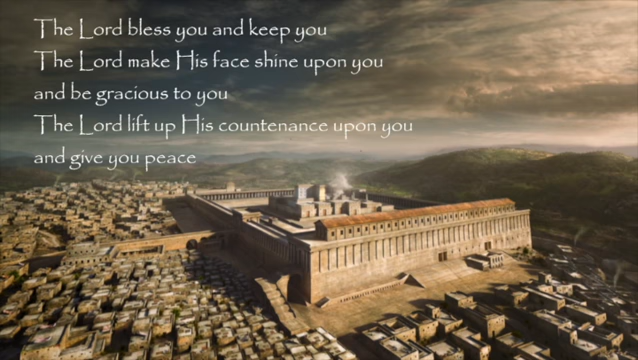 The Lord bless you and keep you
The Lord make His face shine upon you
and be gracious to you
The Lord lift up His countenance upon you
and give you peace